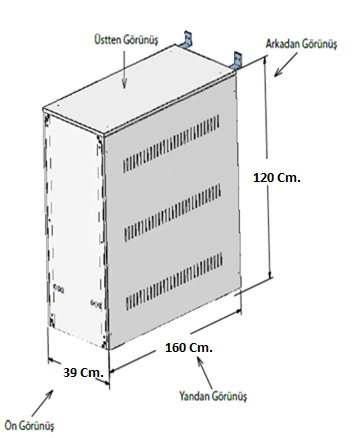 Üstten Görünüş
Arkadan Görünüş
120 Cm.
160 Cm.
39 Cm.
Yandan Görünüş
Ön Görünüş